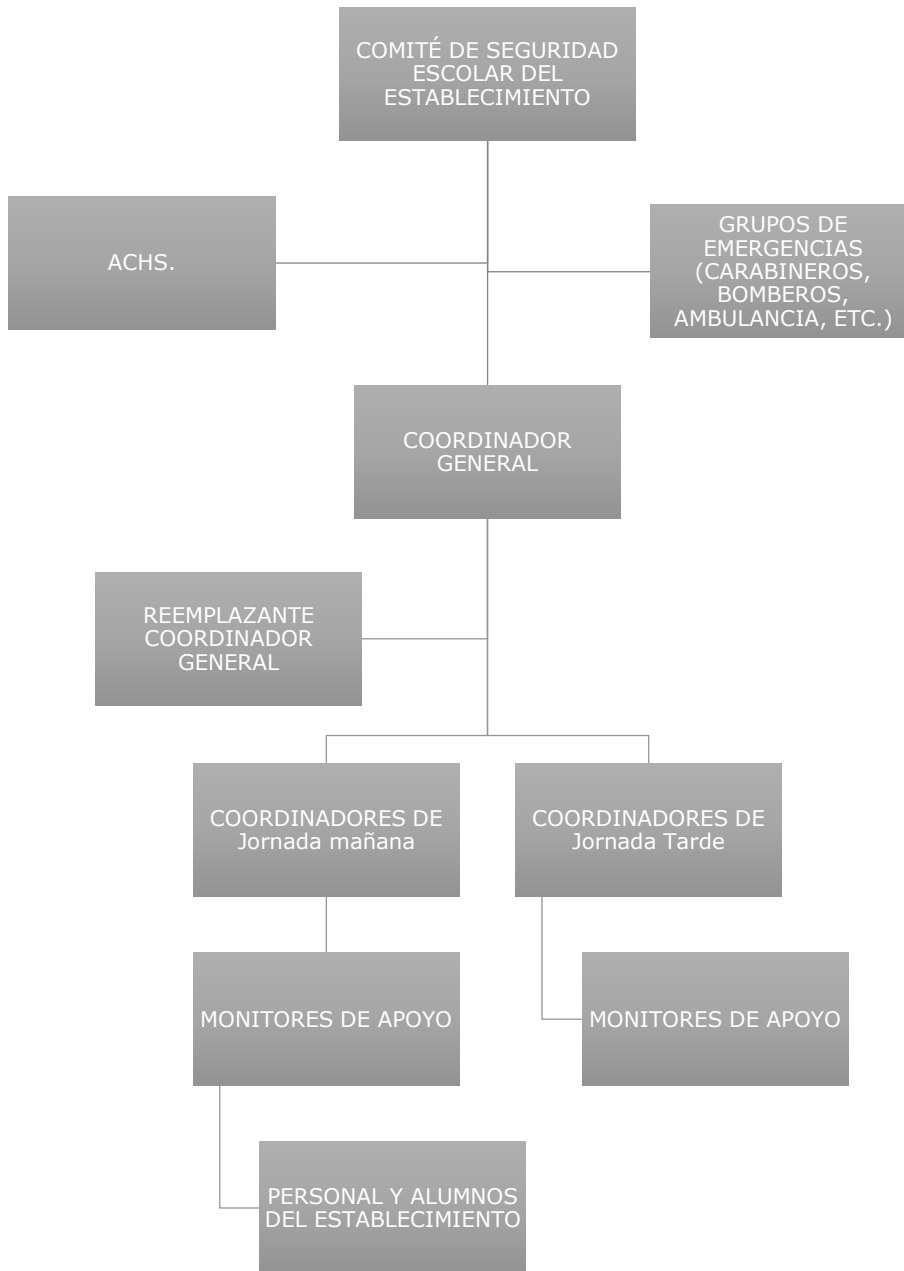 COMITÉ DE SEGURIDAD
ESCOLAR DEL
ESTABLECIMIENTO
ACHS.
GRUPOS DE
EMERGENCIAS
(CARABINEROS,
BOMBEROS,
AMBULANCIA, ETC.)
COORDINADOR
GENERAL
REEMPLAZANTE
COORDINADOR
GENERAL
COORDINADORES DE
Jornada mañana
COORDINADORES DE
Jornada Tarde
MONITORES DE APOYO
MONITORES DE APOYO
PERSONAL Y ALUMNOS
DEL ESTABLECIMIENTO